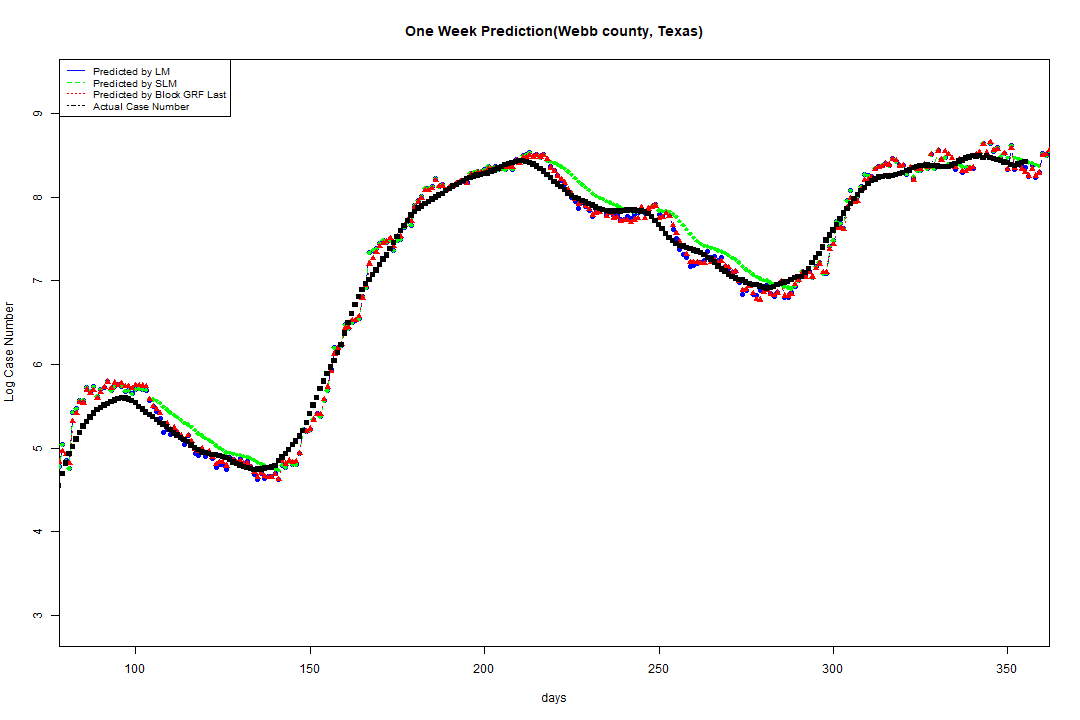 One Week Prediction(Webb county, Texas)
Predicted by LM
Predicted by SLM
Predicted by Block GRF Last
Actual Case Number
Log Case Number
9
8
7
6
5
4
3
100 150 200 250 300 350
days